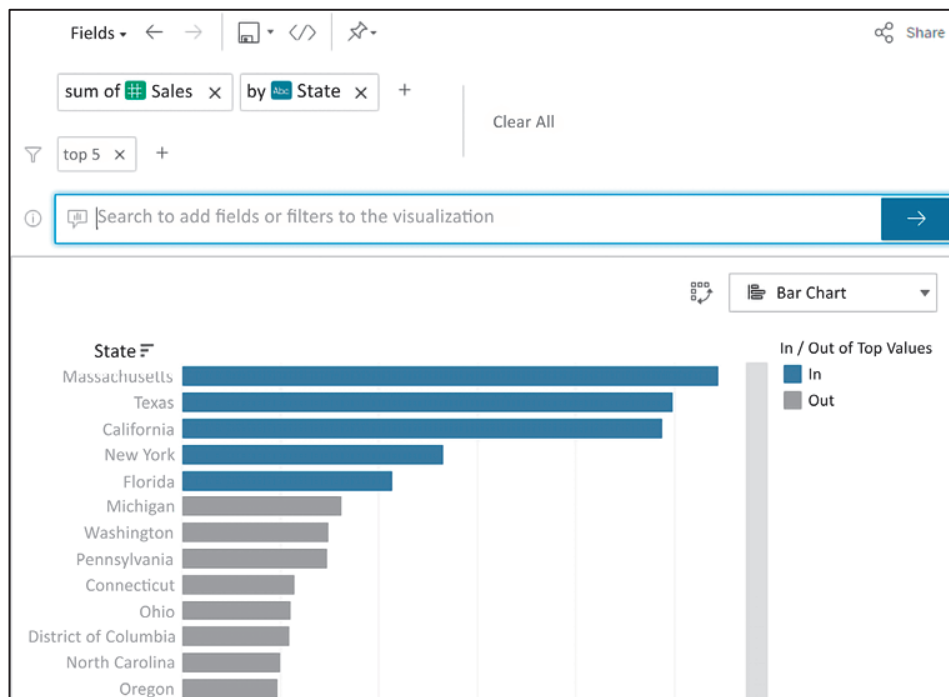 Fields
Share
sum of # Sales × by Abc State × +
Clear All
top 5 × +
Search to add fields or filters to the visualization
Bar Chart
State
In / Out of Top Values
In
Out
Massachusetts
Texas
California
New York
Florida
Michigan
Washington
Pennsylvania
Connecticut
Ohio
District of Columbia
North Carolina
Oregon